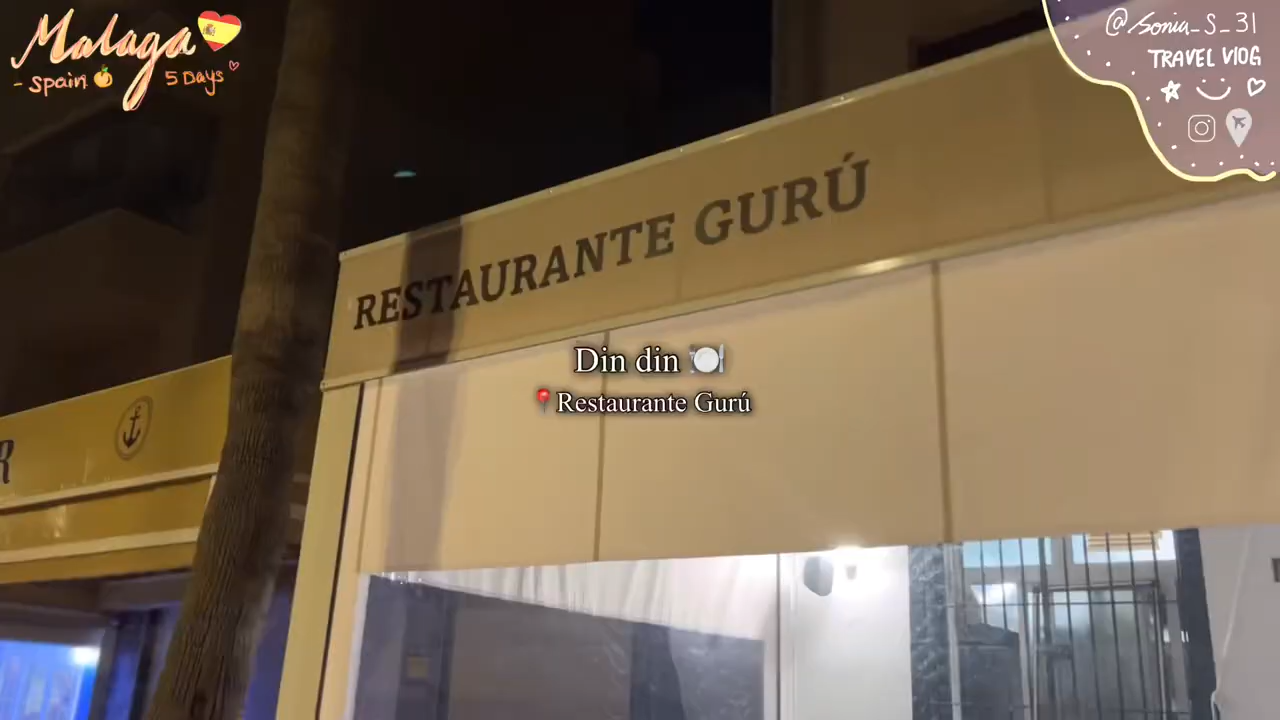 Malaga
- spain
5 Days
@Sonia_S_31
TRAVEL VlOG
RESTAURANTE GURÚ
Din din
Restaurante Gurú
R